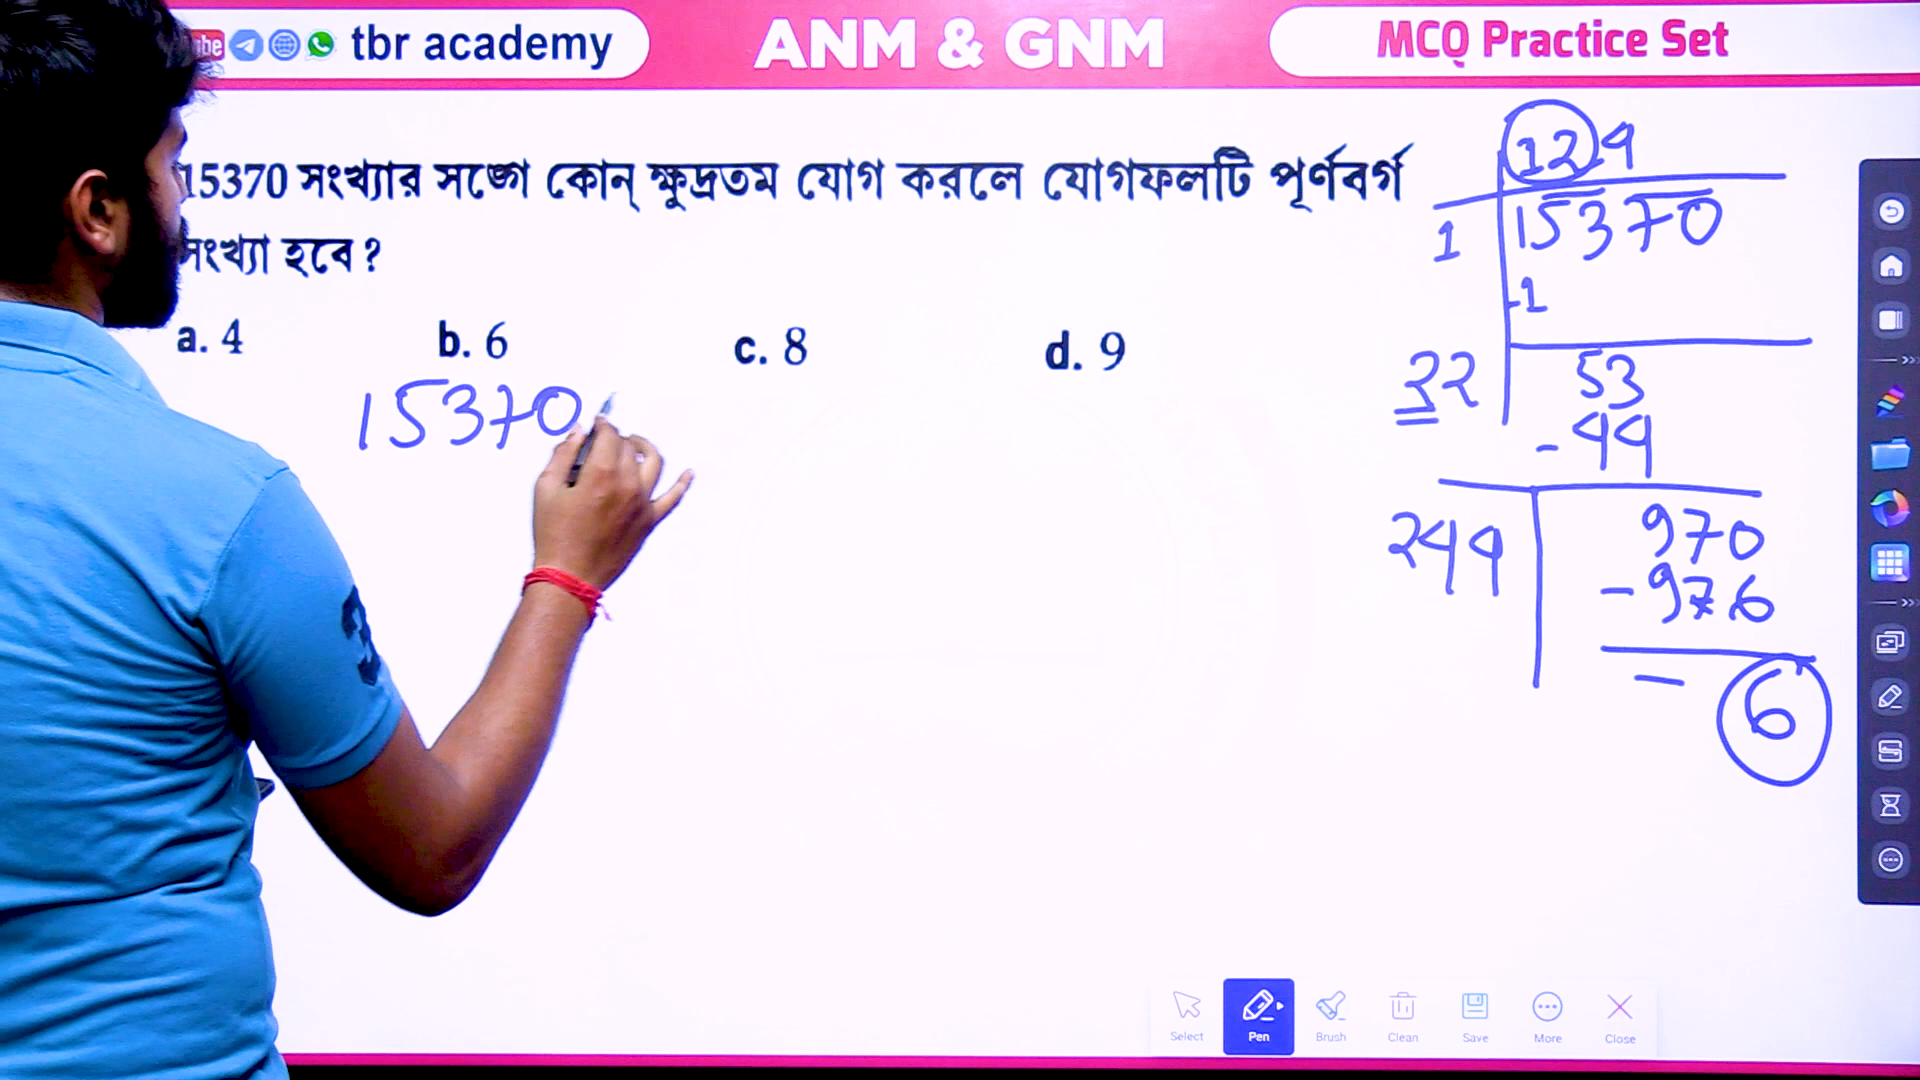 tbr academy
ANM & GNM
MCQ Practice Set
15370 সংখ্যার সঙ্গে কোন্ ক্ষুদ্রতম যোগ করলে যোগফলটি পূর্ণবর্গ
সংখ্যা হবে ?
a. 4 b. 6 c. 8 d. 9
15370
124
1 15370
-1
22 53
- 44
244 970
- 976
- 6
Select Pen Brush Clean Save More Close